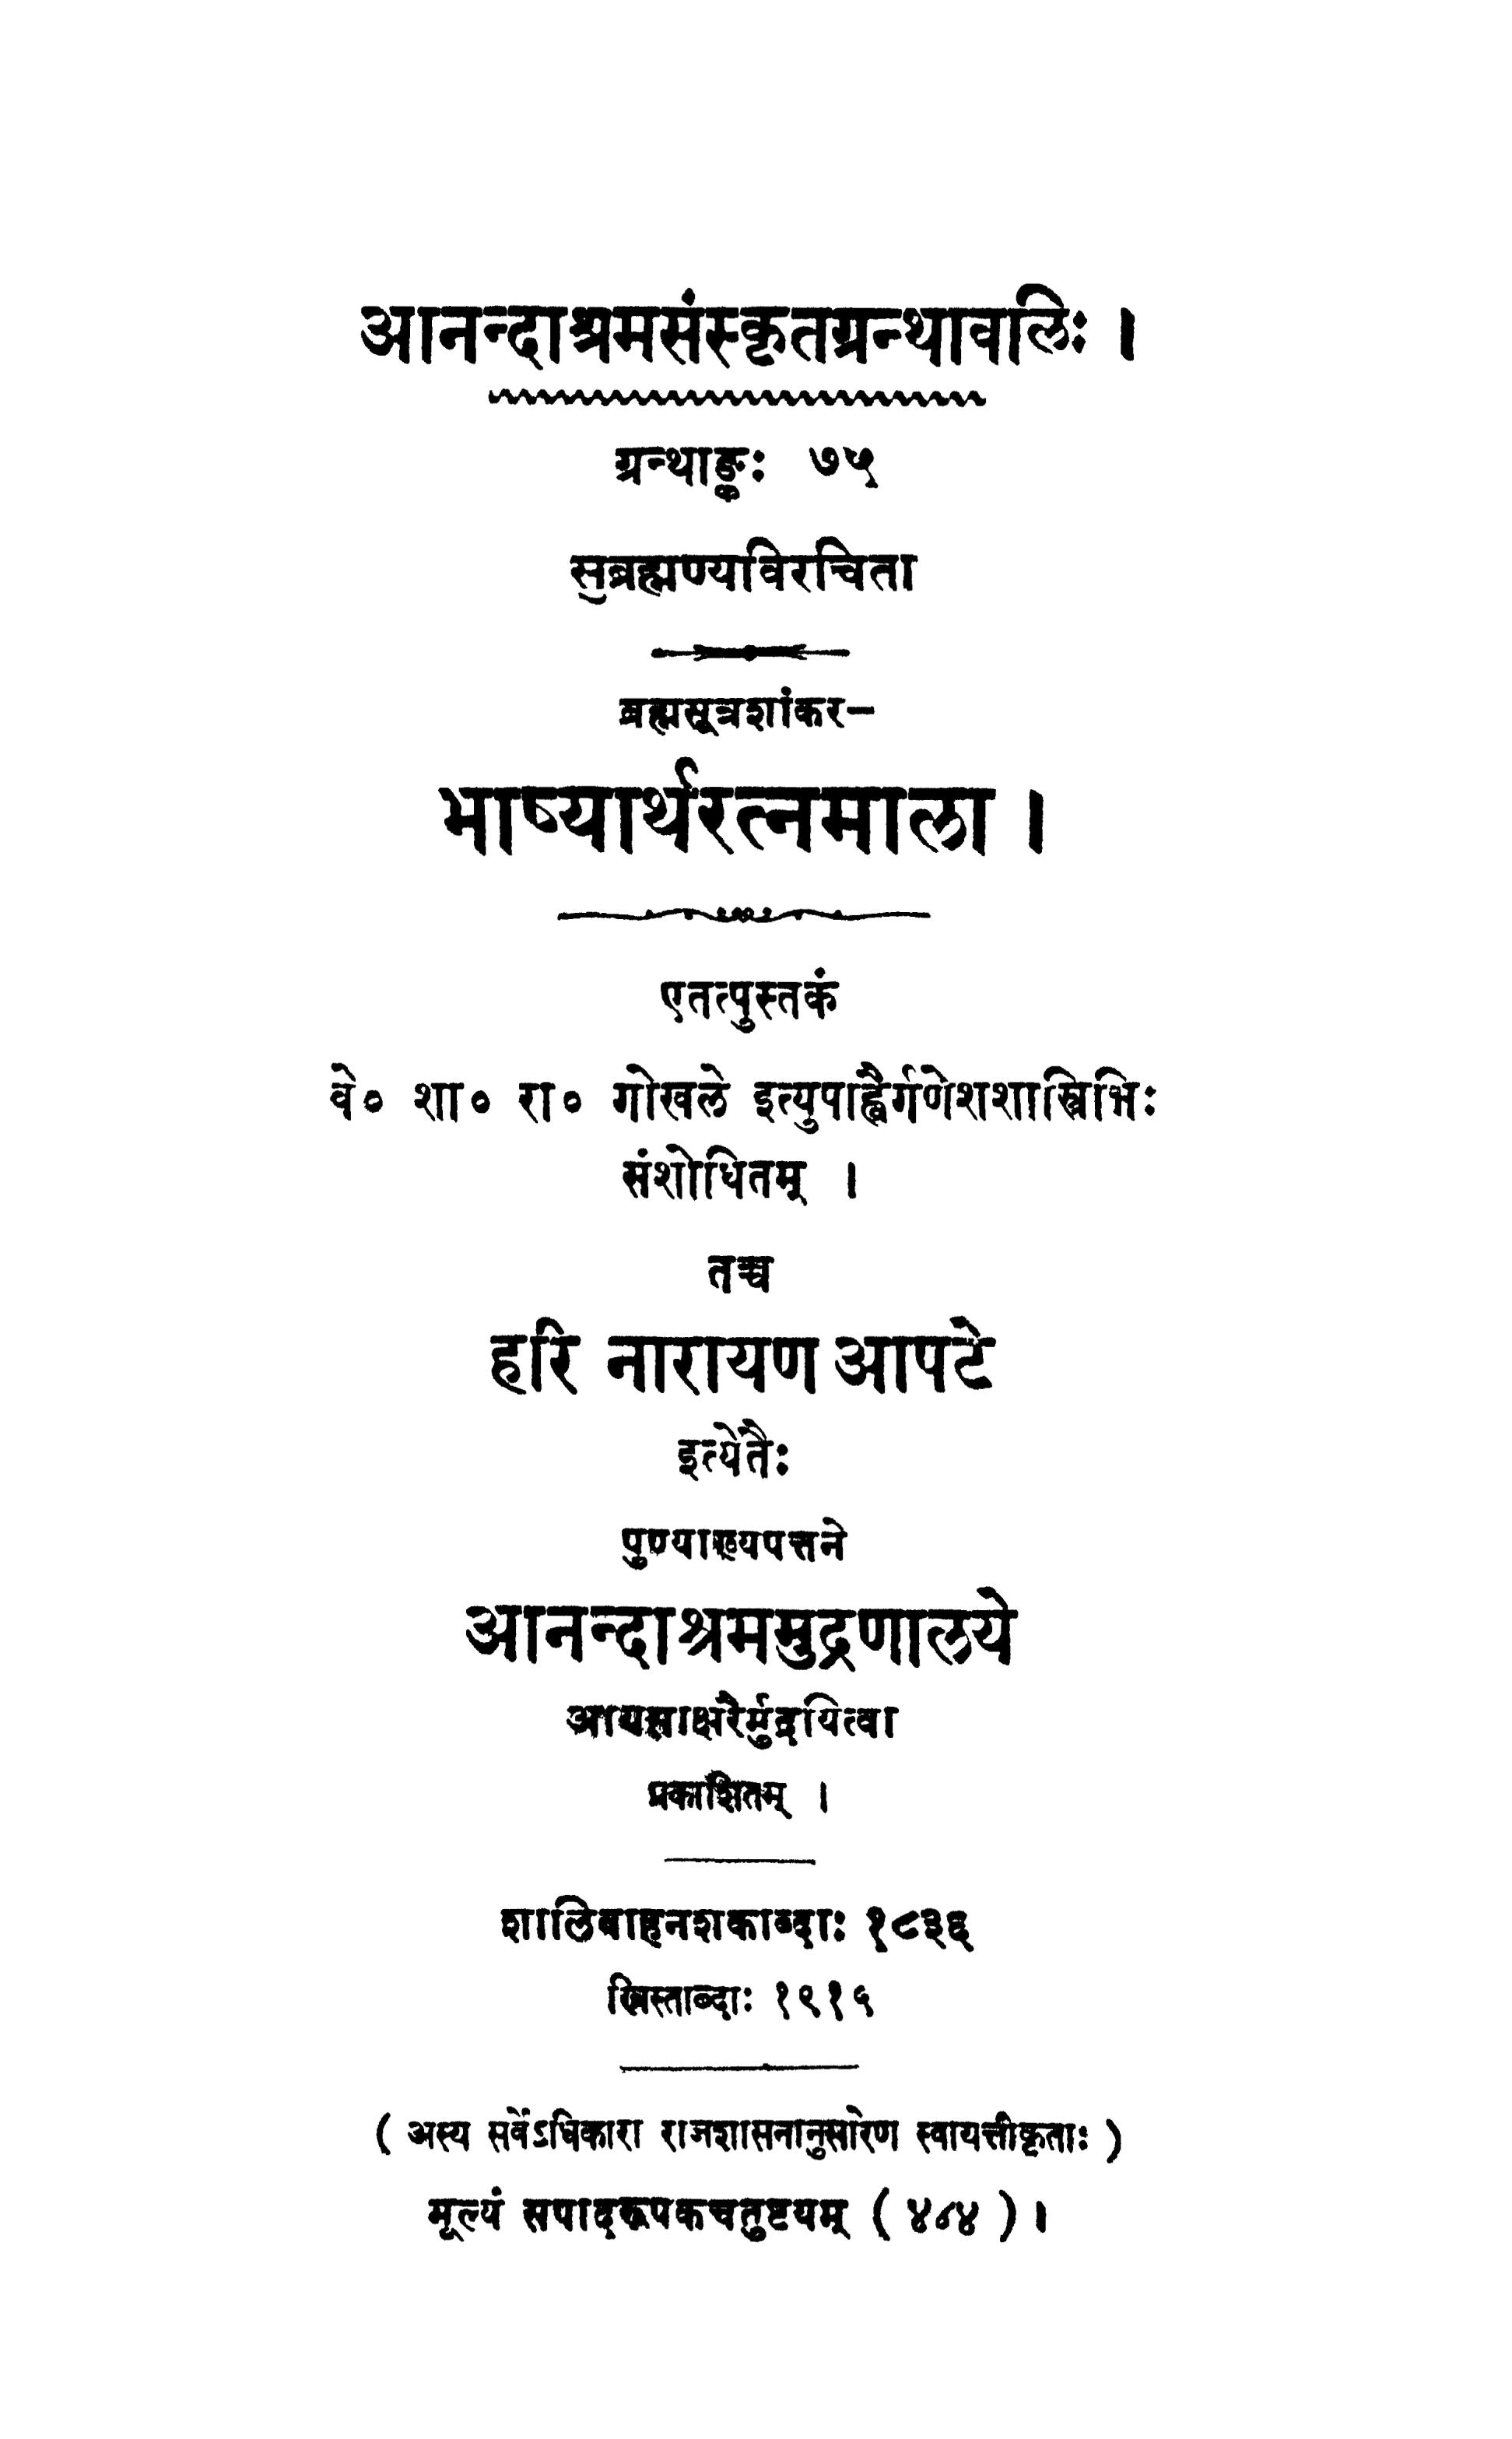 आनन्दाश्रमसंस्कृतग्रन्थावलिः ।
ग्रन्थाङ्कः ७५
सुब्रह्मण्यविरचिता
ब्रह्मसूत्रशांकर-
भाष्यार्थरत्नमाला ।
एतत्पुस्तकं
वे० शा० रा० गोखले इत्युपाह्वैर्गणेशशास्त्रिभिः
संशोधितम् ।
तच्च
हरि नारायण आपटे
इत्येतैः
पुण्याख्यपत्तने
आनन्दाश्रममुद्रणालये
आयसाक्षरैर्मुद्रयित्वा
प्रकाशितम् ।
शालिवाहनशकाब्दाः १८३६
ख्रिस्ताब्दाः १९१५
( अस्य सर्वेऽधिकारा राजशासनानुसारेण स्वायत्तीकृताः )
मूल्यं सपादरूपकचतुष्टयम् ( ४८४ ) ।